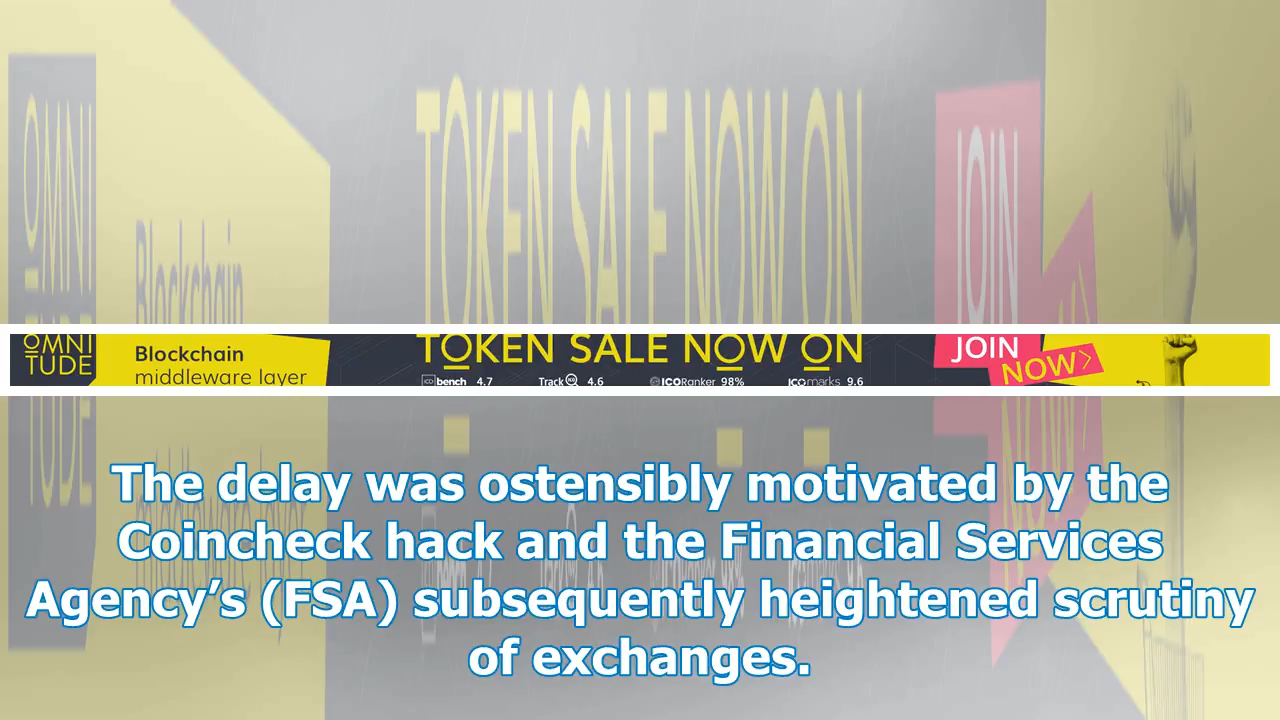 OMNI
TUDE
Blockchain
middleware layer
TOKEN SALE NOW ON
bench 4.7
Track 4.6
ICORanker 98%
ICOmarks 9.6
JOIN
NOW
The delay was ostensibly motivated by the
Coincheck hack and the Financial Services
Agency’s (FSA) subsequently heightened scrutiny
of exchanges.